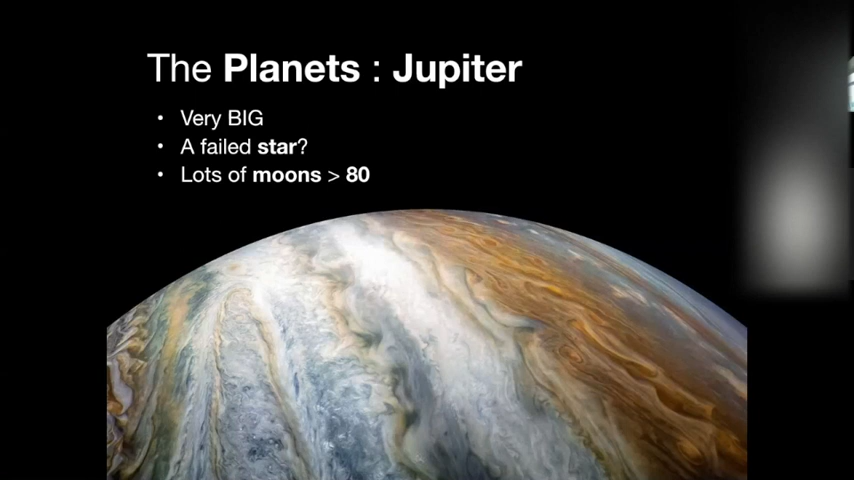 The Planets : Jupiter
• Very BIG
• A failed star?
• Lots of moons > 80